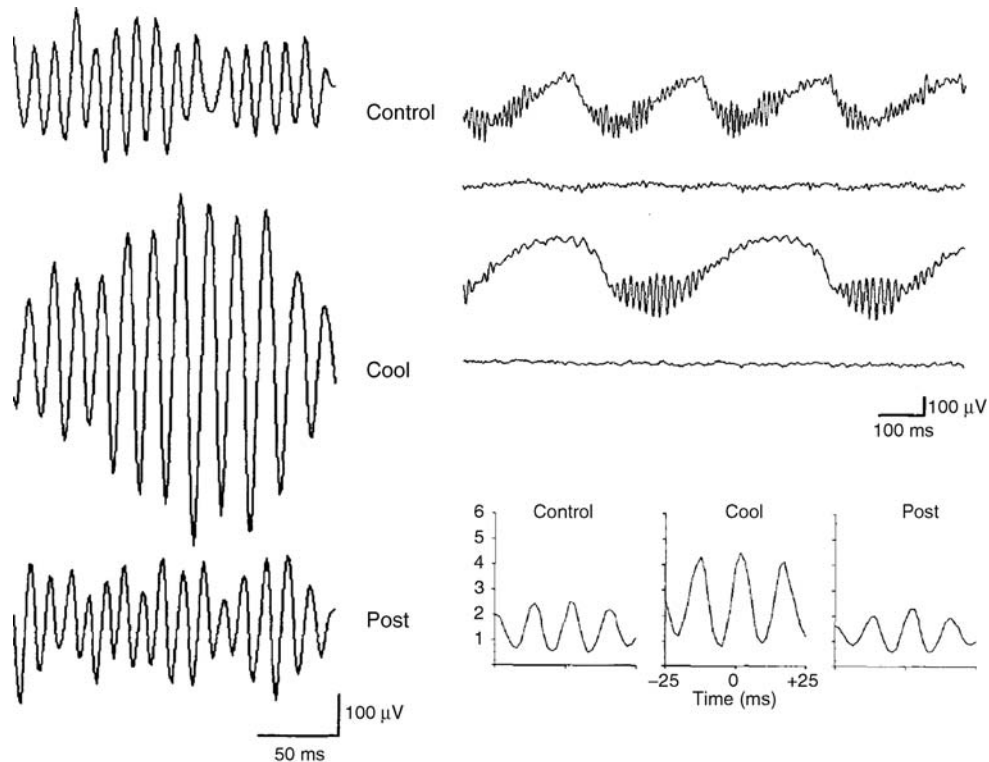 Control
Cool
Post
100 μV
50 ms
100 μV
100 ms
Control
Cool
Post
6
5
4
3
2
1
−25
0
+25
Time (ms)